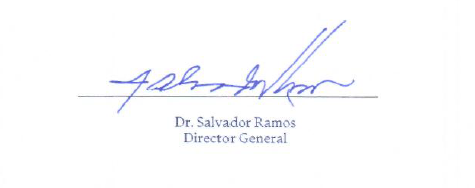 Dr. Salvador Ramos
Director General